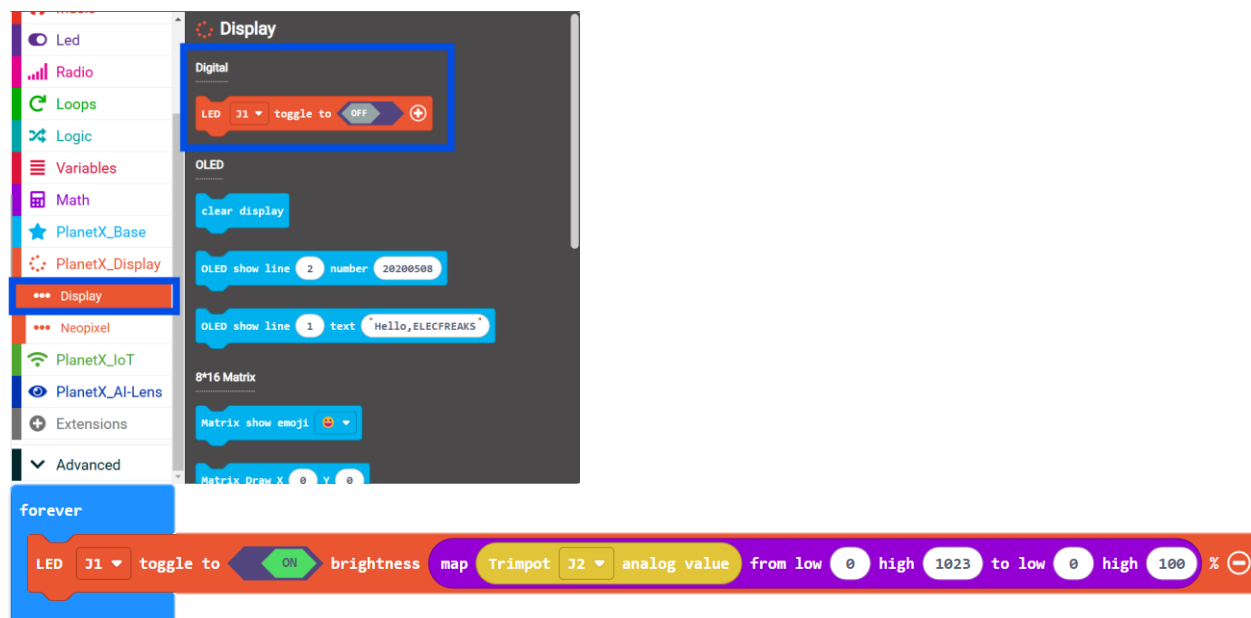 Music
Led
Radio
Loops
Logic
Variables
Math
PlanetX_Base
PlanetX_Display
Display
Neopixel
PlanetX_IoT
PlanetX_AI-Lens
Extensions
Advanced
Display
Digital
LED J1 toggle to OFF
OLED
clear display
OLED show line 2 number 20200508
OLED show line 1 text "Hello,ELECFREAKS"
8*16 Matrix
Matrix show emoji
Matrix Draw X 0 Y 0
forever
LED J1 toggle to ON brightness map Trimpot J2 analog value from low 0 high 1023 to low 0 high 100 %